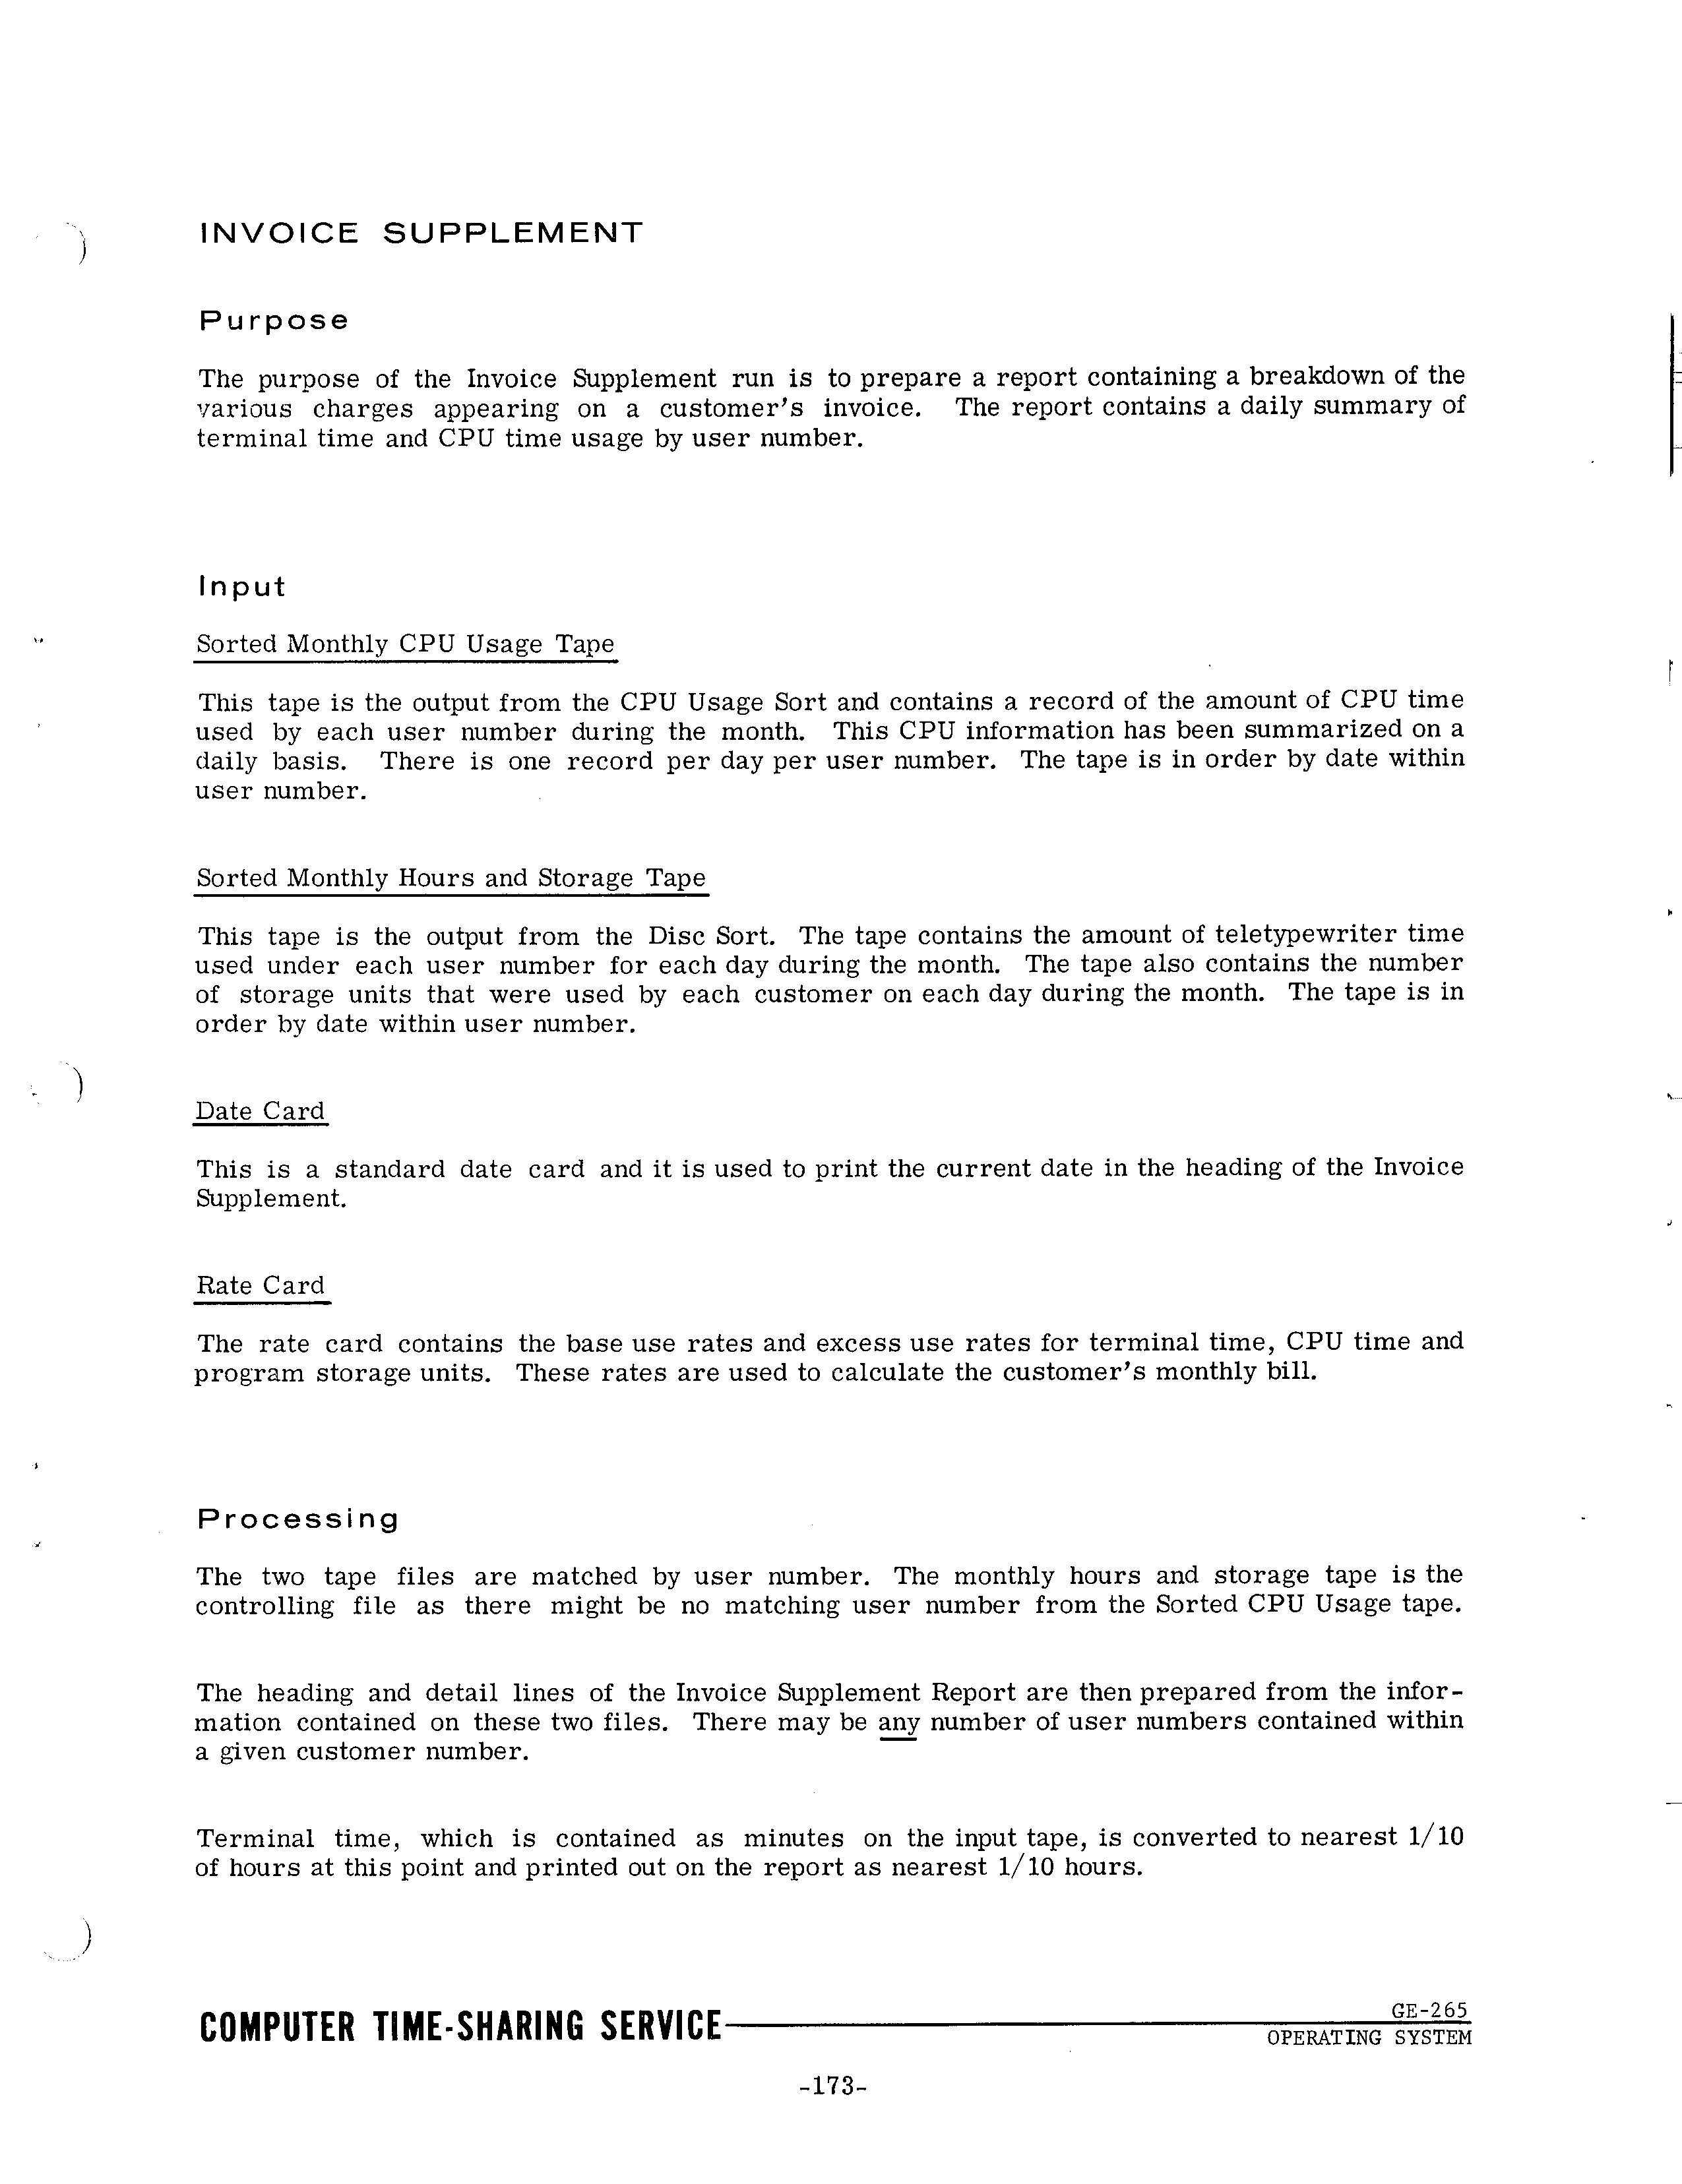 INVOICE SUPPLEMENT
Purpose
The purpose of the Invoice Supplement run is to prepare a report containing a breakdown of the
various charges appearing on a customer's invoice. The report contains a daily summary of
terminal time and CPU time usage by user number.
Input
Sorted Monthly CPU Usage Tape
This tape is the output from the CPU Usage Sort and contains a record of the amount of CPU time
used by each user number during the month. This CPU information has been summarized on a
daily basis. There is one record per day per user number. The tape is in order by date within
user number.
Sorted Monthly Hours and Storage Tape
This tape is the output from the Disc Sort. The tape contains the amount of teletypewriter time
used under each user number for each day during the month. The tape also contains the number
of storage units that were used by each customer on each day during the month. The tape is in
order by date within user number.
Date Card
This is a standard date card and it is used to print the current date in the heading of the Invoice
Supplement.
Rate Card
The rate card contains the base use rates and excess use rates for terminal time, CPU time and
program storage units. These rates are used to calculate the customer's monthly bill.
Processing
The two tape files are matched by user number. The monthly hours and storage tape is the
controlling file as there might be no matching user number from the Sorted CPU Usage tape.
The heading and detail lines of the Invoice Supplement Report are then prepared from the infor-
mation contained on these two files. There may be any number of user numbers contained within
a given customer number.
Terminal time, which is contained as minutes on the input tape, is converted to nearest 1/10
of hours at this point and printed out on the report as nearest 1/10 hours.
COMPUTER TIME-SHARING SERVICE
GE-265
OPERATING SYSTEM
-173-